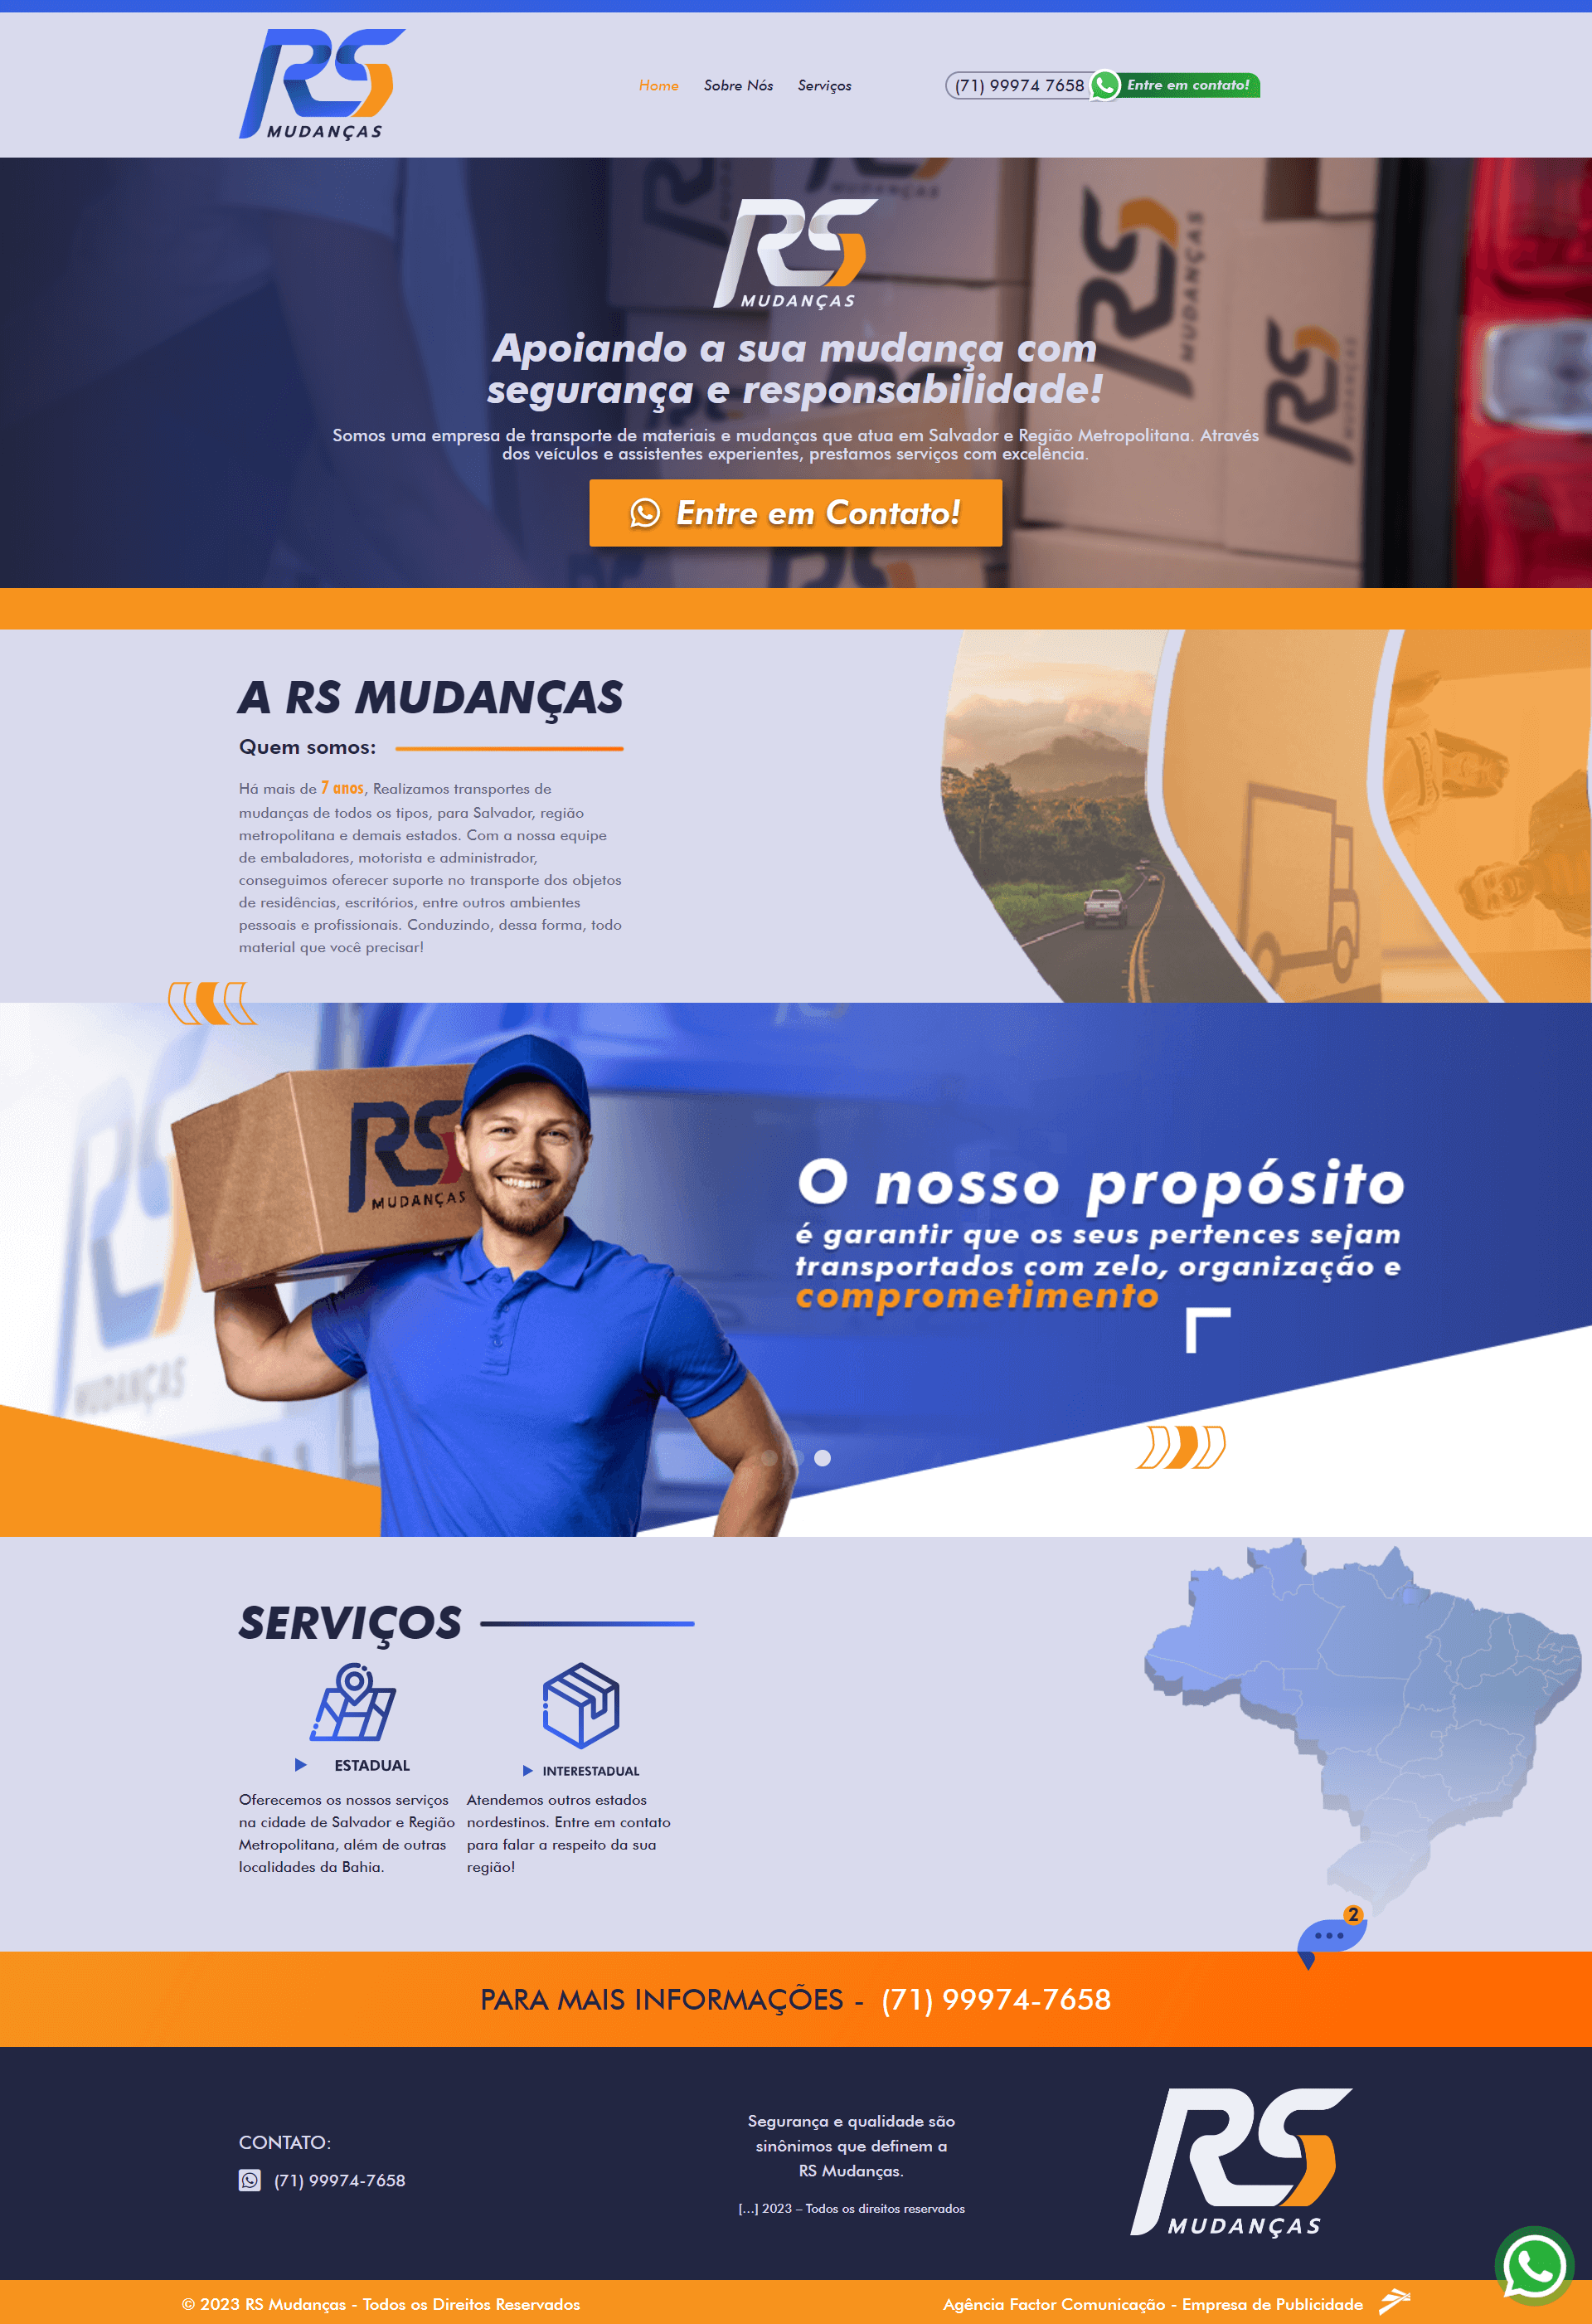 RS
MUDANÇAS
Home
Sobre Nós
Serviços
(71) 99974 7658
Entre em contato!
RS
MUDANÇAS
RS
MUDANÇAS
RS
MUDANÇAS
MUDANÇAS
Apoiando a sua mudança com
segurança e responsabilidade!
Somos uma empresa de transporte de materiais e mudanças que atua em Salvador e Região Metropolitana. Através
dos veículos e assistentes experientes, prestamos serviços com excelência.
Entre em Contato!
A RS MUDANÇAS
Quem somos:
Há mais de 7 anos, Realizamos transportes de
mudanças de todos os tipos, para Salvador, região
metropolitana e demais estados. Com a nossa equipe
de embaladores, motorista e administrador,
conseguimos oferecer suporte no transporte dos objetos
de residências, escritórios, entre outros ambientes
pessoais e profissionais. Conduzindo, dessa forma, todo
material que você precisar!
RS
MUDANÇAS
RS
MUDANÇAS
O nosso propósito
é garantir que os seus pertences sejam
transportados com zelo, organização e
comprometimento
SERVIÇOS
ESTADUAL
Oferecemos os nossos serviços
na cidade de Salvador e Região
Metropolitana, além de outras
localidades da Bahia.
INTERESTADUAL
Atendemos outros estados
nordestinos. Entre em contato
para falar a respeito da sua
região!
2
PARA MAIS INFORMAÇÕES - (71) 99974-7658
CONTATO:
(71) 99974-7658
Segurança e qualidade são
sinônimos que definem a
RS Mudanças.
[...] 2023 – Todos os direitos reservados
RS
MUDANÇAS
© 2023 RS Mudanças - Todos os Direitos Reservados
Agência Factor Comunicação - Empresa de Publicidade